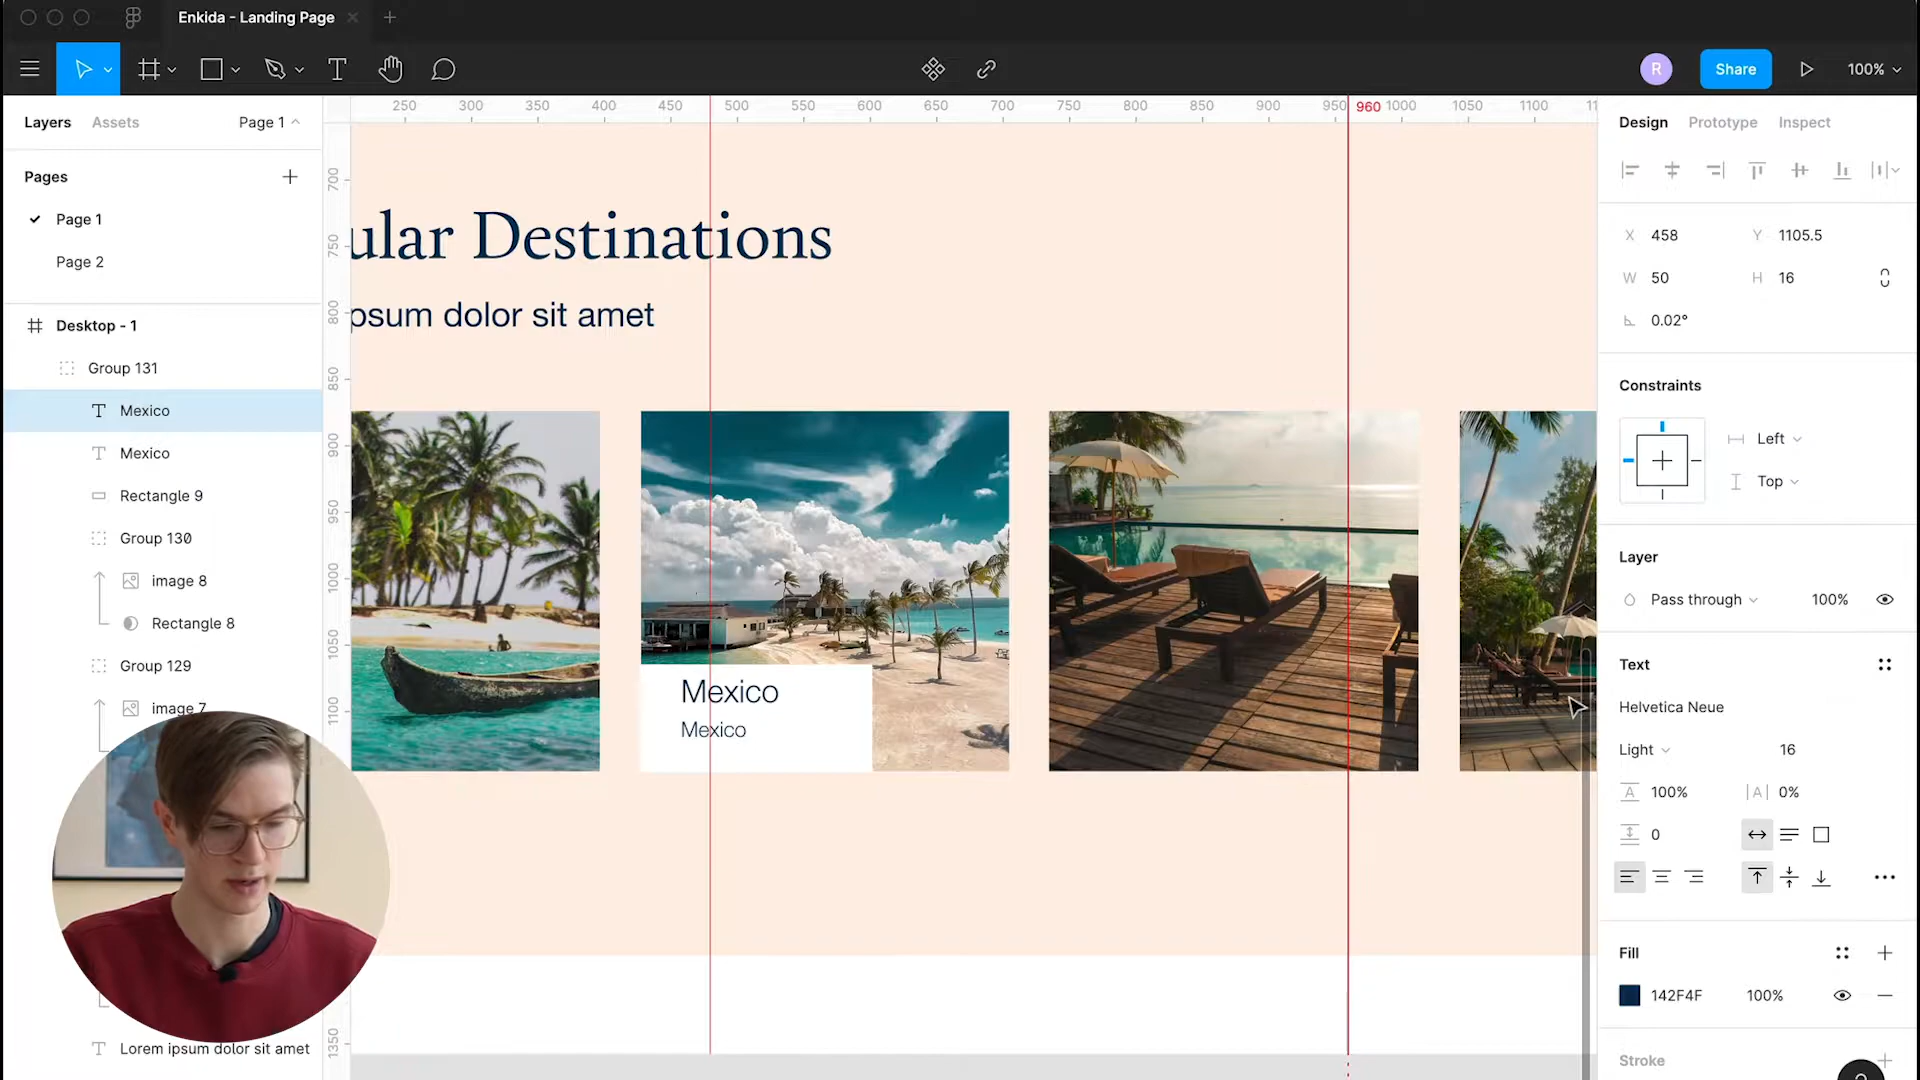 Enkida - Landing Page
R
Share
100%
Layers
Assets
Page 1
Pages
Page 1
Page 2
Desktop - 1
Group 131
Mexico
Mexico
Rectangle 9
Group 130
image 8
Rectangle 8
Group 129
image 7
Lorem ipsum dolor sit amet
250 300 350 400 450 500 550 600 650 700 750 800 850 900 950 960 1000 1050 1100
700
750
800
850
900
950
1000
1050
1100
1350
ular Destinations
psum dolor sit amet
Mexico
Mexico
Design
Prototype
Inspect
X 458
Y 1105.5
W 50
H 16
0.02°
Constraints
Left
Top
Layer
Pass through
100%
Text
Helvetica Neue
Light
16
A 100%
|A| 0%
0
Fill
142F4F
100%
Stroke